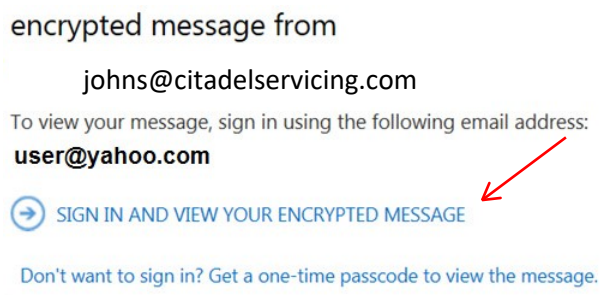 encrypted message from
johns@citadelservicing.com
To view your message, sign in using the following email address:
user@yahoo.com
SIGN IN AND VIEW YOUR ENCRYPTED MESSAGE
Don't want to sign in? Get a one-time passcode to view the message.